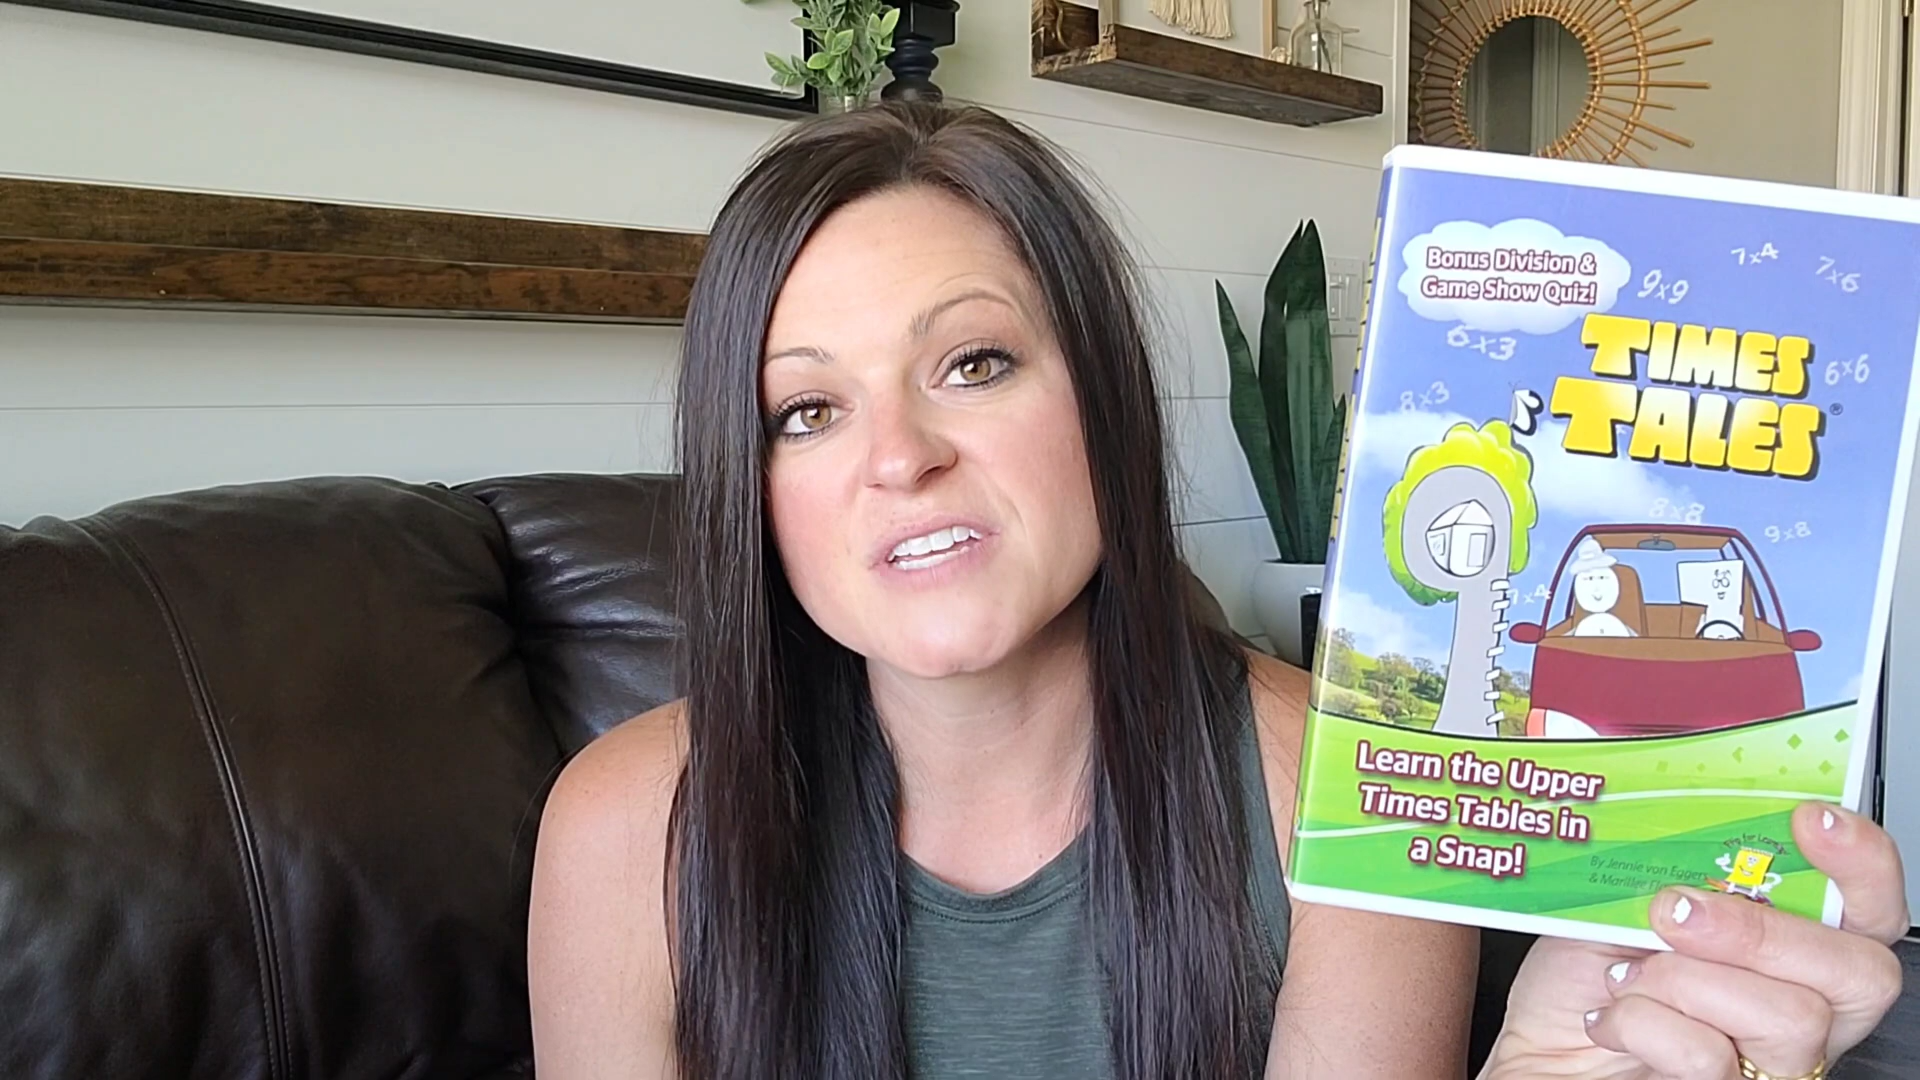 Bonus Division &
Game Show Quiz!
7x4
7x6
9x9
6x3
TIMES
TALES®
6x6
8x3
8x8
9x8
7x4
Learn the Upper
Times Tables in
a Snap!
By Jennie von Eggers
&